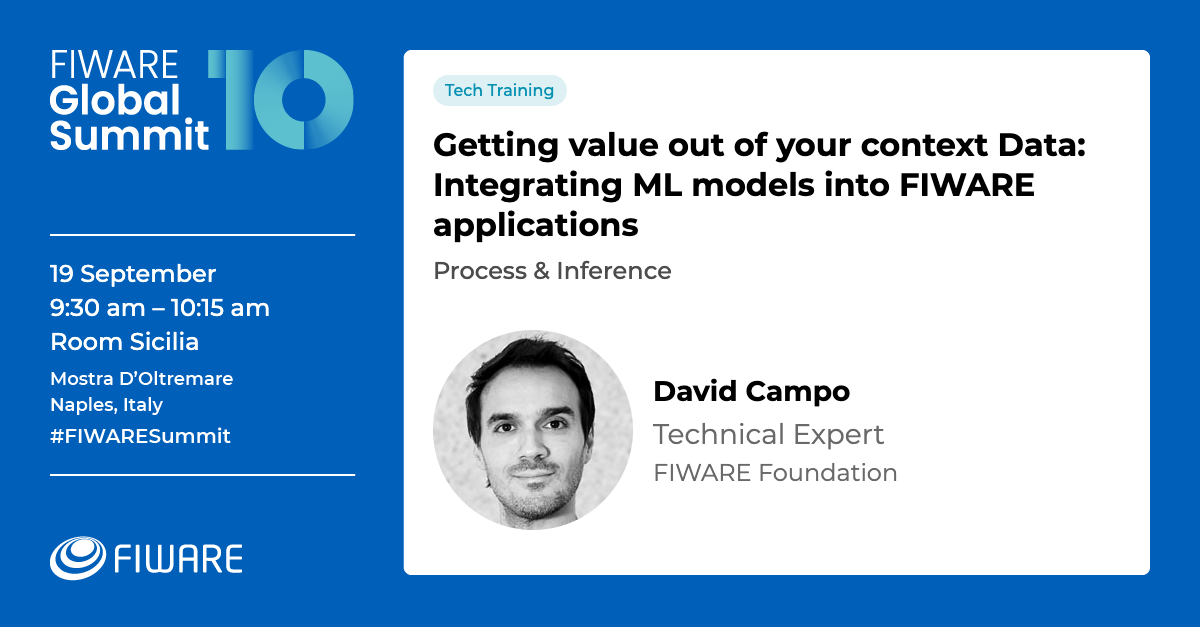 FIWARE
Global
Summit
10
19 September
9:30 am – 10:15 am
Room Sicilia
Mostra D’Oltremare
Naples, Italy
#FIWARESummit
FIWARE
Tech Training
Getting value out of your context Data:
Integrating ML models into FIWARE
applications
Process & Inference
David Campo
Technical Expert
FIWARE Foundation